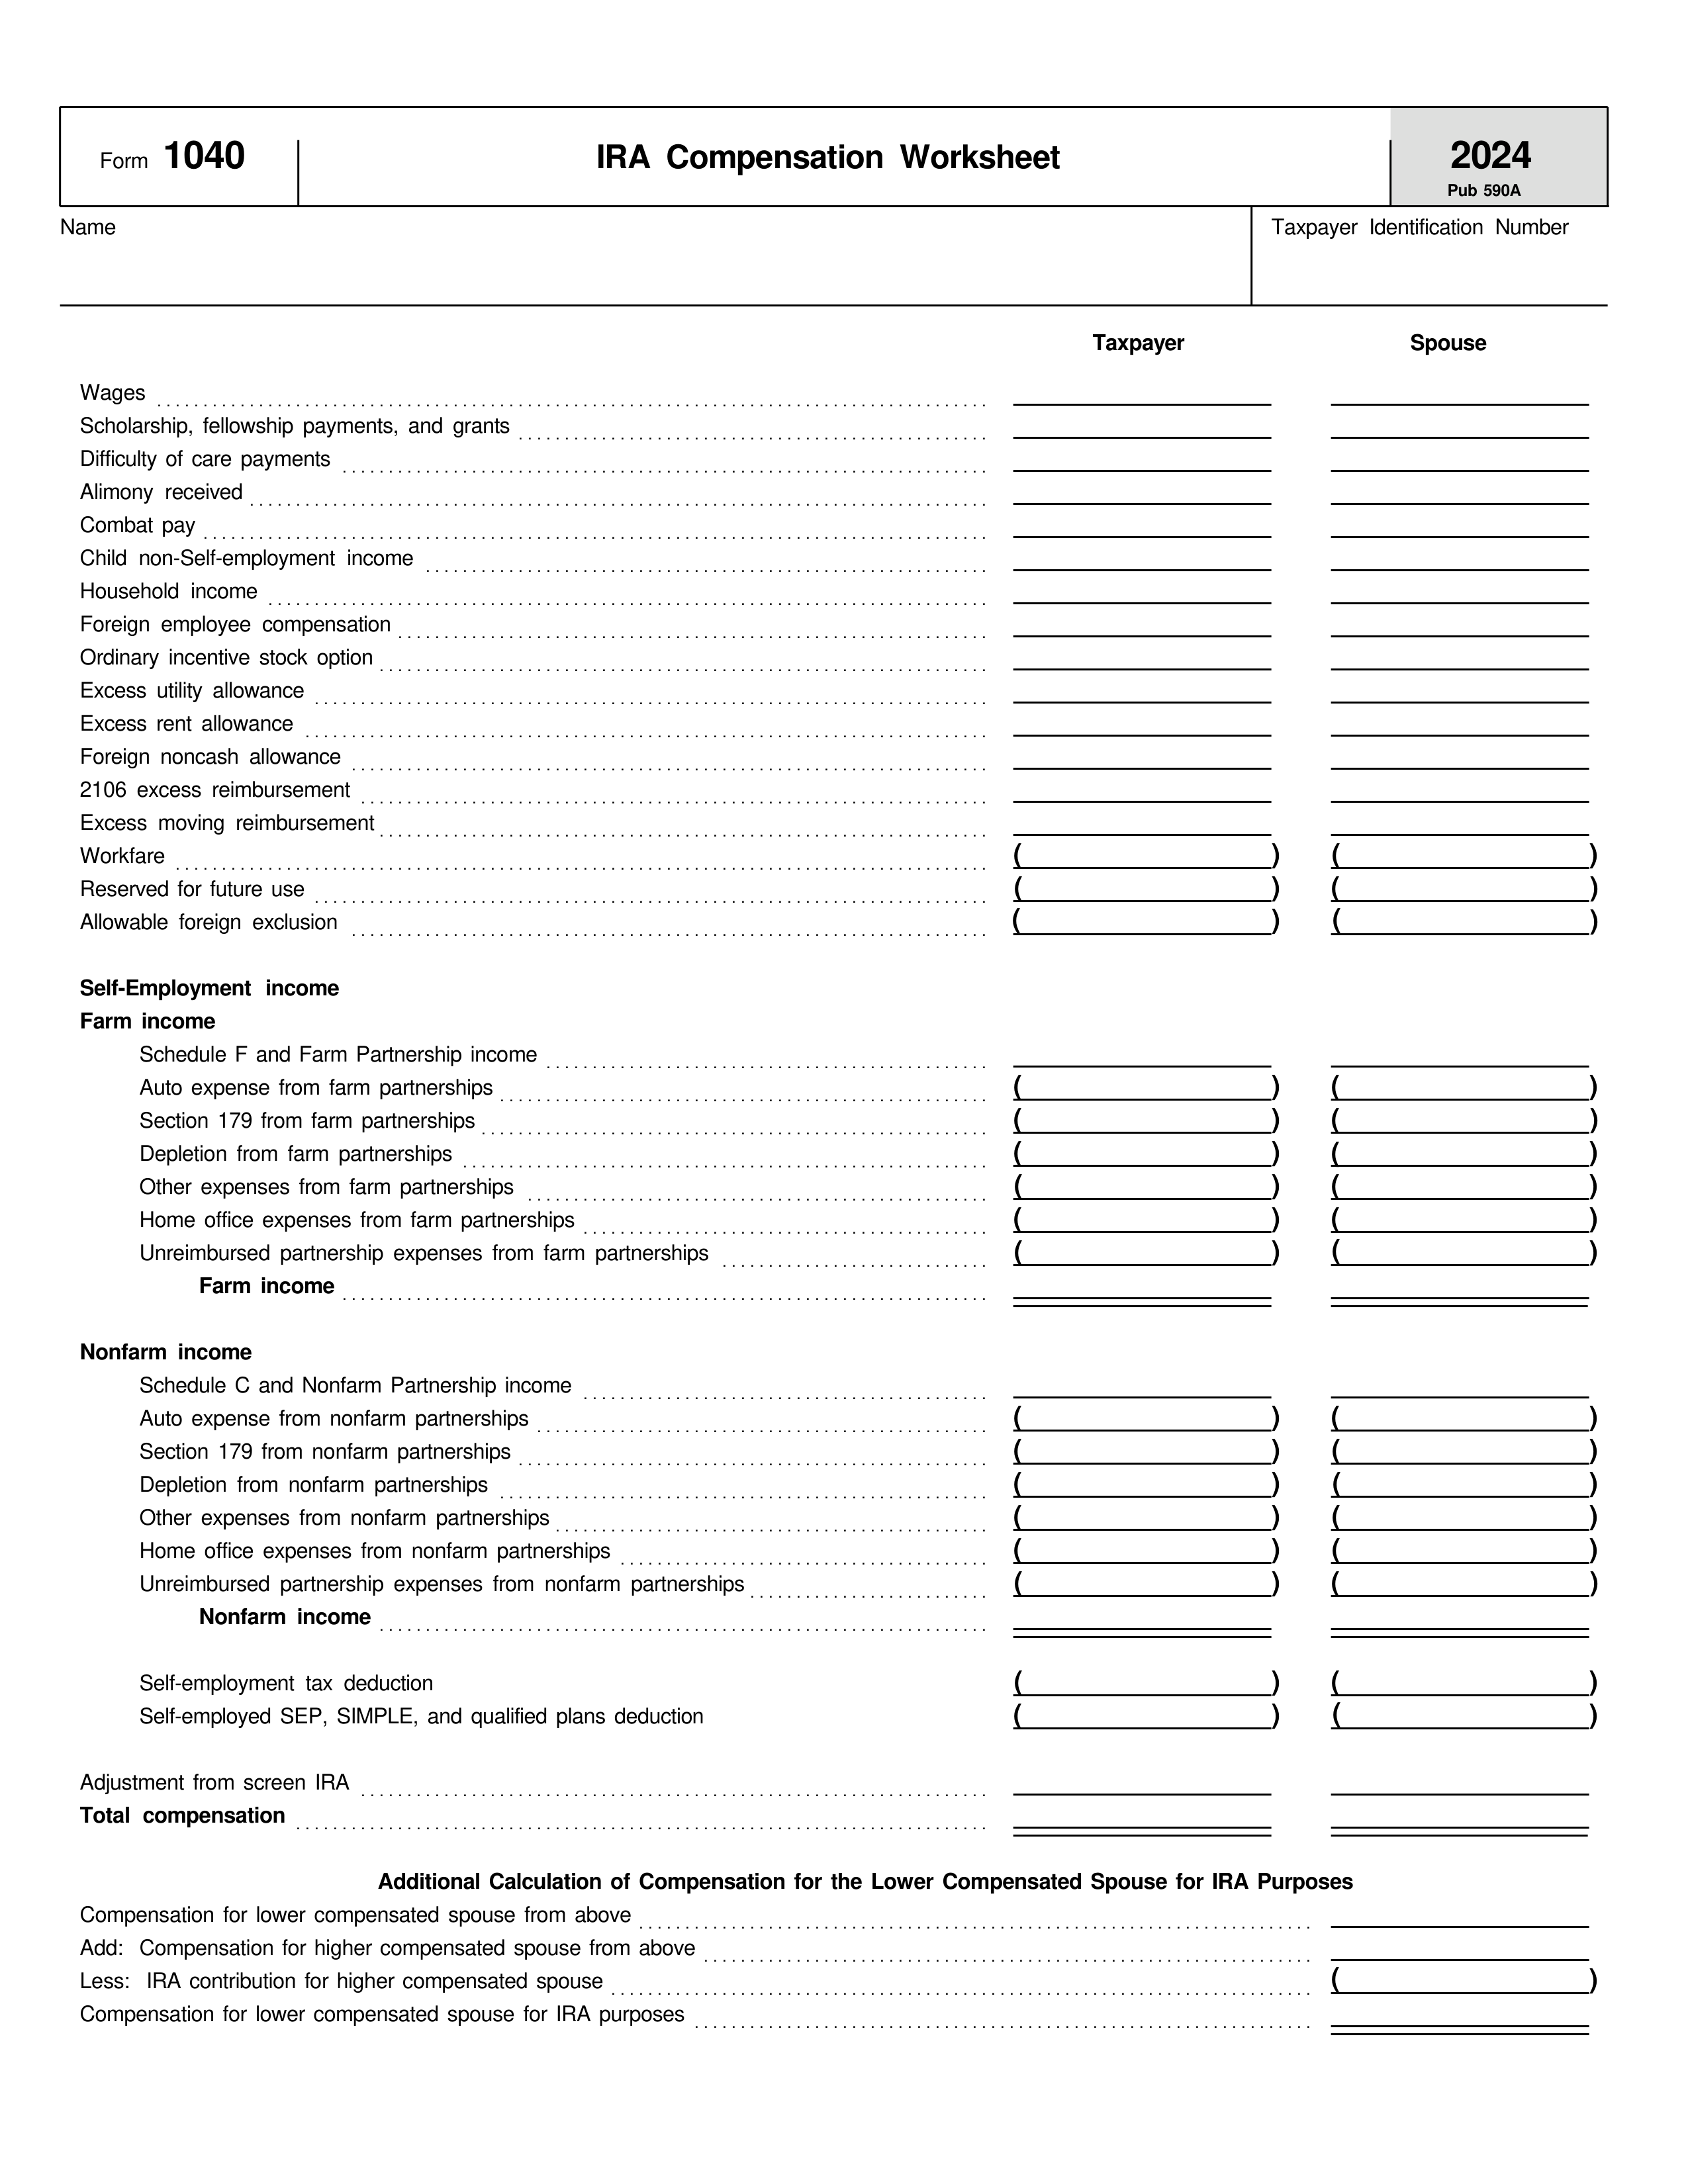 Form 1040
IRA Compensation Worksheet
2024
Pub 590A
Name
Taxpayer Identification Number
Taxpayer Spouse
Wages
Scholarship, fellowship payments, and grants
Difficulty of care payments
Alimony received
Combat pay
Child non-Self-employment income
Household income
Foreign employee compensation
Ordinary incentive stock option
Excess utility allowance
Excess rent allowance
Foreign noncash allowance
2106 excess reimbursement
Excess moving reimbursement
Workfare ( ) ( )
Reserved for future use ( ) ( )
Allowable foreign exclusion ( ) ( )
Self-Employment income
Farm income
Schedule F and Farm Partnership income
Auto expense from farm partnerships ( ) ( )
Section 179 from farm partnerships ( ) ( )
Depletion from farm partnerships ( ) ( )
Other expenses from farm partnerships ( ) ( )
Home office expenses from farm partnerships ( ) ( )
Unreimbursed partnership expenses from farm partnerships ( ) ( )
Farm income
Nonfarm income
Schedule C and Nonfarm Partnership income
Auto expense from nonfarm partnerships ( ) ( )
Section 179 from nonfarm partnerships ( ) ( )
Depletion from nonfarm partnerships ( ) ( )
Other expenses from nonfarm partnerships ( ) ( )
Home office expenses from nonfarm partnerships ( ) ( )
Unreimbursed partnership expenses from nonfarm partnerships ( ) ( )
Nonfarm income
Self-employment tax deduction ( ) ( )
Self-employed SEP, SIMPLE, and qualified plans deduction ( ) ( )
Adjustment from screen IRA
Total compensation
Additional Calculation of Compensation for the Lower Compensated Spouse for IRA Purposes
Compensation for lower compensated spouse from above
Add: Compensation for higher compensated spouse from above
Less: IRA contribution for higher compensated spouse ( )
Compensation for lower compensated spouse for IRA purposes